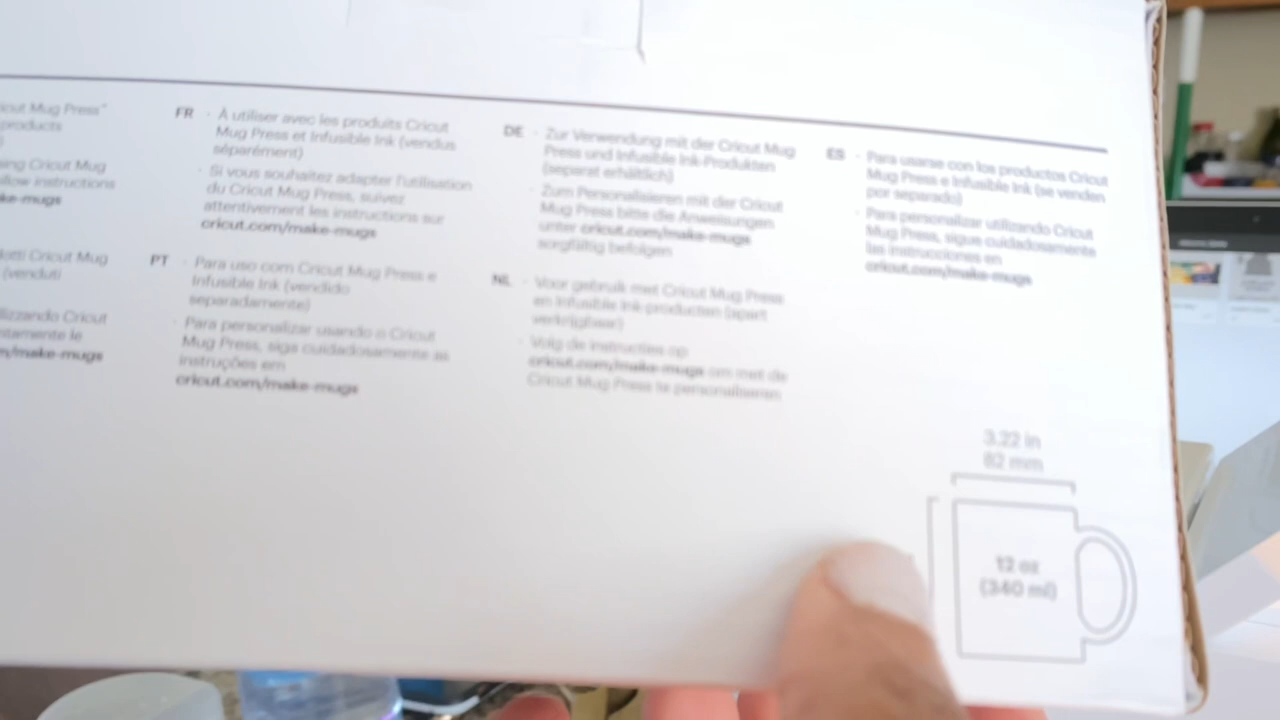 icut Mug Press™
products
)
sing Cricut Mug
llow instructions
ke-mugs
dotti Cricut Mug
(venduti
ilizzando Cricut
ntamente le
m/make-mugs
FR · À utiliser avec les produits Cricut
Mug Press et Infusible Ink (vendus
séparément)
· Si vous souhaitez adapter l'utilisation
du Cricut Mug Press, suivez
attentivement les instructions sur
cricut.com/make-mugs
PT · Para uso com Cricut Mug Press e
Infusible Ink (vendido
separadamente)
· Para personalizar usando o Cricut
Mug Press, siga cuidadosamente as
instruções em
cricut.com/make-mugs
DE · Zur Verwendung mit der Cricut Mug
Press und Infusible Ink-Produkten
(separat erhältlich)
· Zum Personalisieren mit der Cricut
Mug Press bitte die Anweisungen
unter cricut.com/make-mugs
sorgfältig befolgen
NL · Voor gebruik met Cricut Mug Press
en Infusible Ink-producten (apart
verkrijgbaar)
· Volg de instructies op
cricut.com/make-mugs om met de
Cricut Mug Press te personaliseren
ES · Para usarse con los productos Cricut
Mug Press e Infusible Ink (se venden
por separado)
· Para personalizar utilizando Cricut
Mug Press, sigue cuidadosamente
las instrucciones en
cricut.com/make-mugs
3.22 in
82 mm
12 oz
(340 ml)